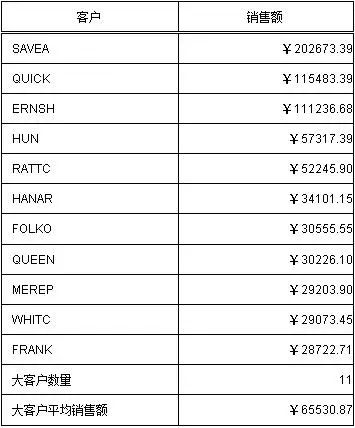 客户 销售额
SAVEA ￥202673.39
QUICK ￥115483.39
ERNSH ￥111236.68
HUN ￥57317.39
RATTC ￥52245.90
HANAR ￥34101.15
FOLKO ￥30555.55
QUEEN ￥30226.10
MEREP ￥29203.90
WHITC ￥29073.45
FRANK ￥28722.71
大客户数量 11
大客户平均销售额 ￥65530.87